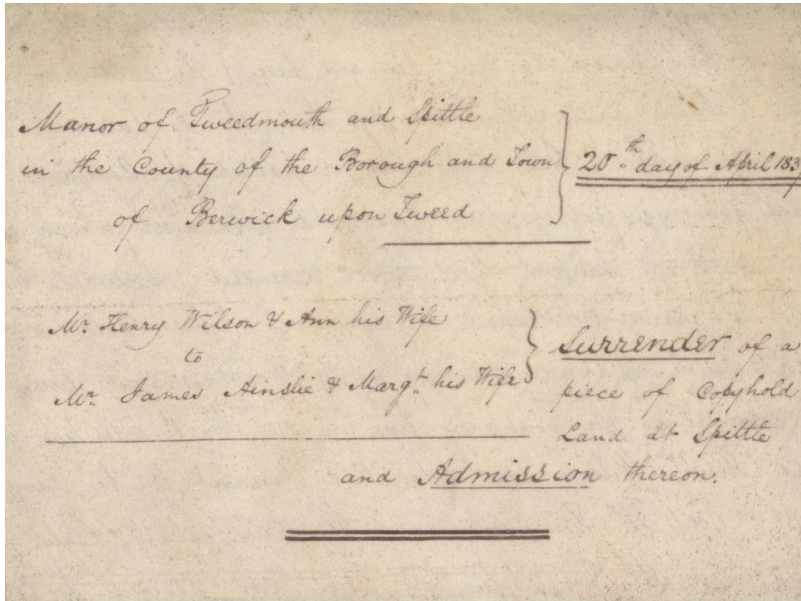 Manor of Tweedmouth and Spittle
in the County of the Borough and Town
of Berwick upon Tweed
20th day of April 183
Mr. Henry Wilson & Ann his Wife
to
Mr. James Ainslie & Margt. his Wife
Surrender of a
piece of Copyhold
Land at Spittle
and Admission thereon.